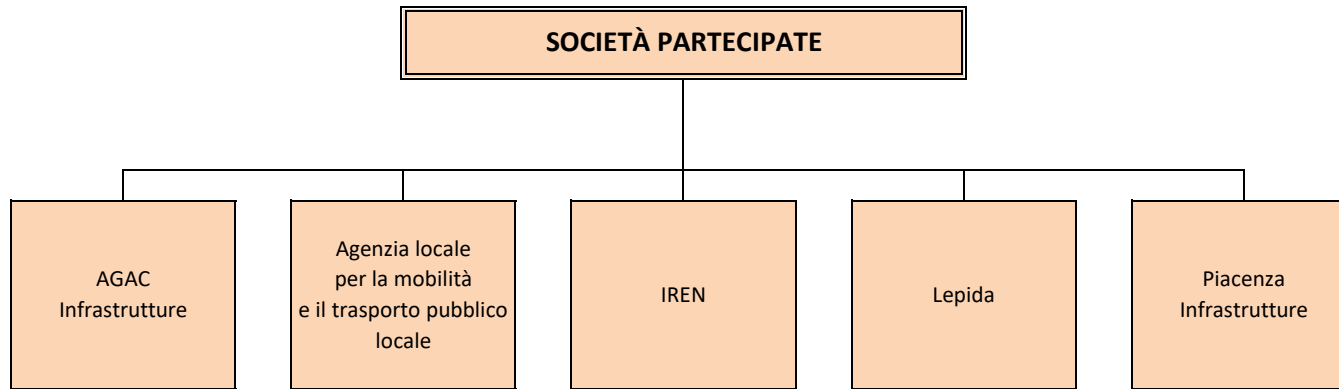 SOCIETÀ PARTECIPATE
AGAC
Infrastrutture
Agenzia locale
per la mobilità
e il trasporto pubblico
locale
IREN
Lepida
Piacenza
Infrastrutture